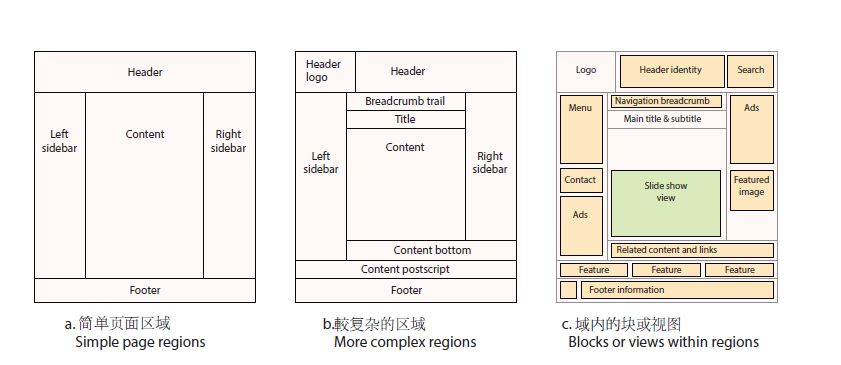 Header
Left
sidebar
Content
Right
sidebar
Footer
a. 简单页面区域
Simple page regions
Header
logo
Header
Breadcrumb trail
Title
Left
sidebar
Content
Right
sidebar
Content bottom
Content postscript
Footer
b.較复杂的区域
More complex regions
Logo
Header identity
Search
Menu
Navigation breadcrumb
Ads
Main title & subtitle
Contact
Slide show
view
Featured
image
Ads
Related content and links
Feature
Feature
Feature
Footer information
c. 域内的块或视图
Blocks or views within regions